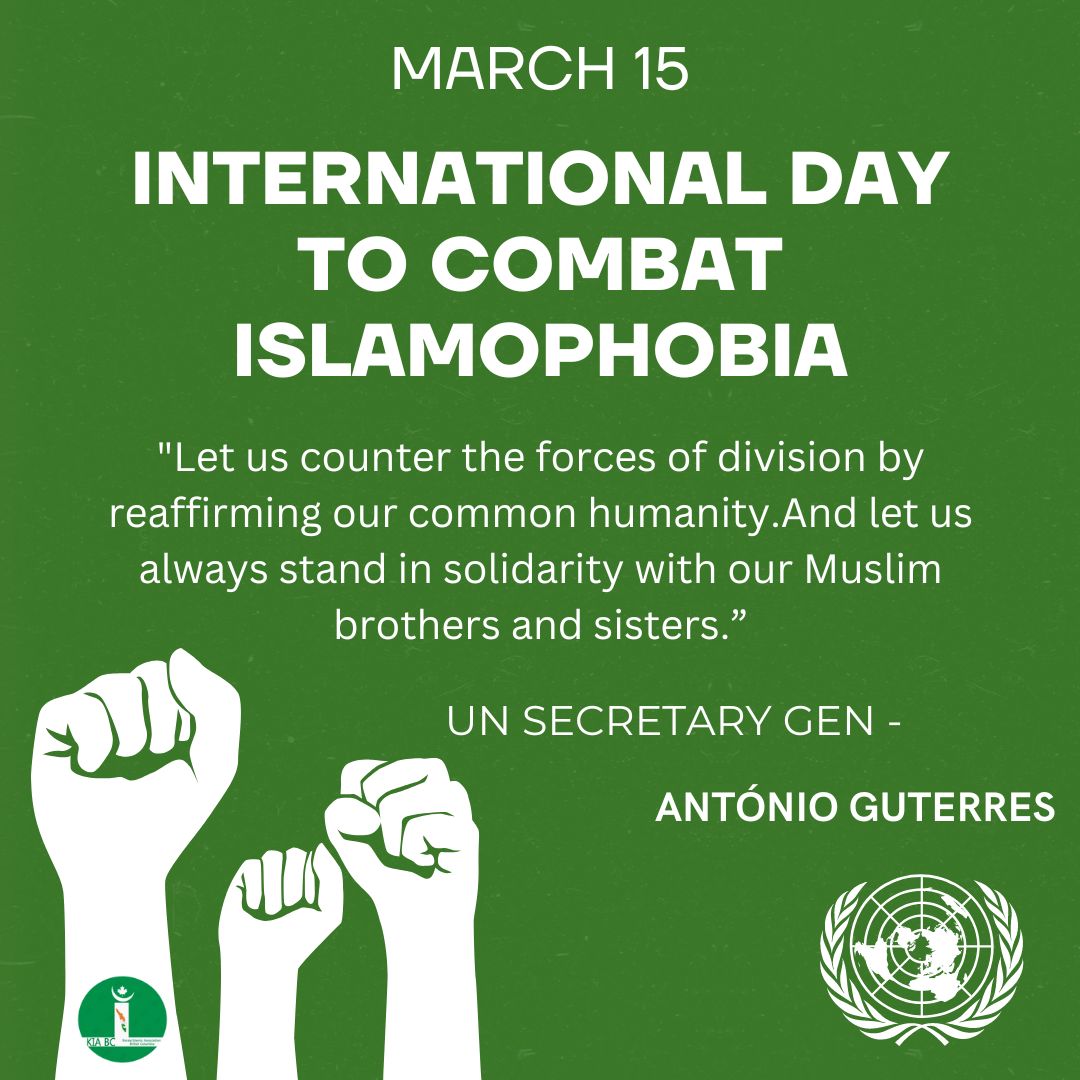 MARCH 15
INTERNATIONAL DAY
TO COMBAT
ISLAMOPHOBIA
"Let us counter the forces of division by
reaffirming our common humanity.And let us
always stand in solidarity with our Muslim
brothers and sisters.”
UN SECRETARY GEN -
ANTÓNIO GUTERRES
KIA BC